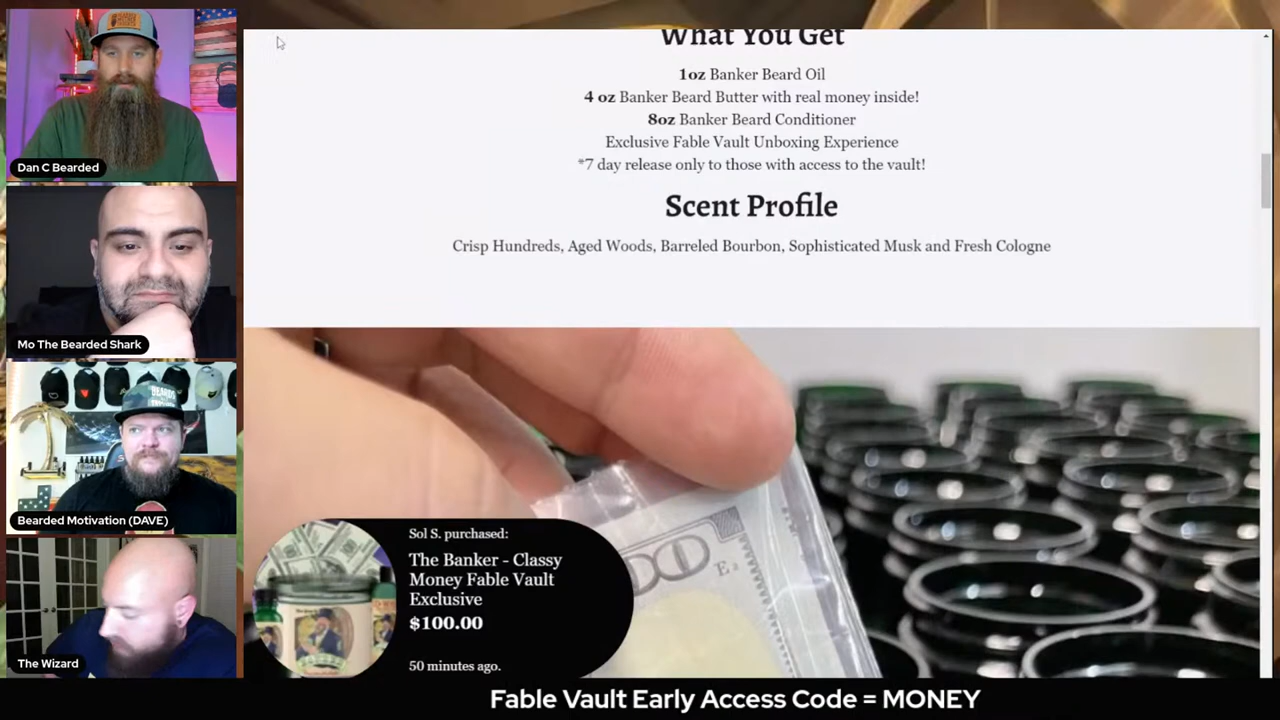 Dan C Bearded
Mo The Bearded Shark
BEARDS
Bearded Motivation (DAVE)
The Wizard
What You Get
1oz Banker Beard Oil
4 oz Banker Beard Butter with real money inside!
8oz Banker Beard Conditioner
Exclusive Fable Vault Unboxing Experience
*7 day release only to those with access to the vault!
Scent Profile
Crisp Hundreds, Aged Woods, Barreled Bourbon, Sophisticated Musk and Fresh Cologne
Sol S. purchased:
The Banker - Classy
Money Fable Vault
Exclusive
$100.00
50 minutes ago.
Fable Vault Early Access Code = MONEY